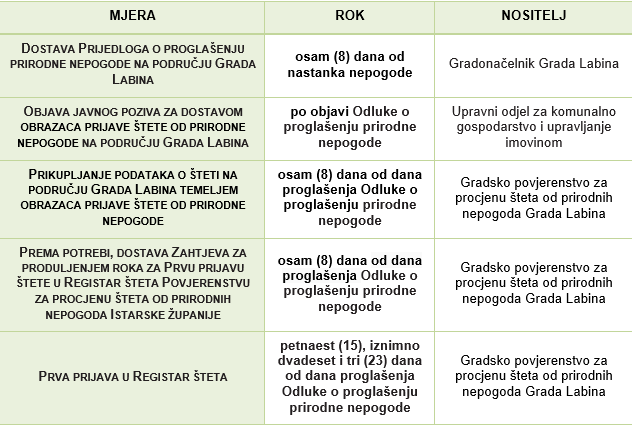 MJERA
ROK
NOSITELJ
DOSTAVA PRIJEDLOGA O PROGLAŠENJU
PRIRODNE NEPOGODE NA PODRUČJU GRADA
LABINA
osam (8) dana od
nastanka nepogode
Gradonačelnik Grada Labina
OBJAVA JAVNOG POZIVA ZA DOSTAVOM
OBRAZACA PRIJAVE ŠTETE OD PRIRODNE
NEPOGODE NA PODRUČJU GRADA LABINA
po objavi Odluke o
proglašenju prirodne
nepogode
Upravni odjel za komunalno
gospodarstvo i upravljanje
imovinom
PRIKUPLJANJE PODATAKA O ŠTETI NA
PODRUČJU GRADA LABINA TEMELJEM
OBRAZACA PRIJAVE ŠTETE OD PRIRODNE
NEPOGODE
osam (8) dana od dana
proglašenja Odluke o
proglašenju prirodne
nepogode
Gradsko povjerenstvo za
procjenu šteta od prirodnih
nepogoda Grada Labina
PREMA POTREBI, DOSTAVA ZAHTJEVA ZA
PRODULJENJEM ROKA ZA PRVU PRIJAVU
ŠTETE U REGISTAR ŠTETA POVJERENSTVU
ZA PROCJENU ŠTETA OD PRIRODNIH
NEPOGODA ISTARSKE ŽUPANIJE
osam (8) dana od dana
proglašenja Odluke o
proglašenju prirodne
nepogode
Gradsko povjerenstvo za
procjenu šteta od prirodnih
nepogoda Grada Labina
PRVA PRIJAVA U REGISTAR ŠTETA
petnaest (15), iznimno
dvadeset i tri (23) dana
od dana proglašenja
Odluke o proglašenju
prirodne nepogode
Gradsko povjerenstvo za
procjenu šteta od prirodnih
nepogoda Grada Labina